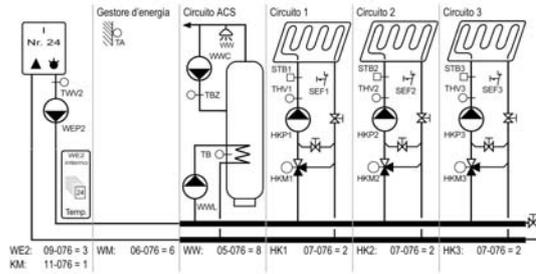 Gestore d'energia
Circuito ACS
Circuito 1
Circuito 2
Circuito 3
I
Nr. 24
TA
WW
WWC
TBZ
TB
WWL
TWV2
WEP2
WE2
interno
24
Temp.
STB1
THV1
SEF1
HKP1
HKM1
STB2
THV2
SEF2
HKP2
HKM2
STB3
THV3
SEF3
HKP3
HKM3
WE2: 09-076 = 3
KM: 11-076 = 1
WM: 06-076 = 6
WW: 05-076 = 8
HK1 07-076 = 2
HK2: 07-076 = 2
HK3: 07-076 = 2